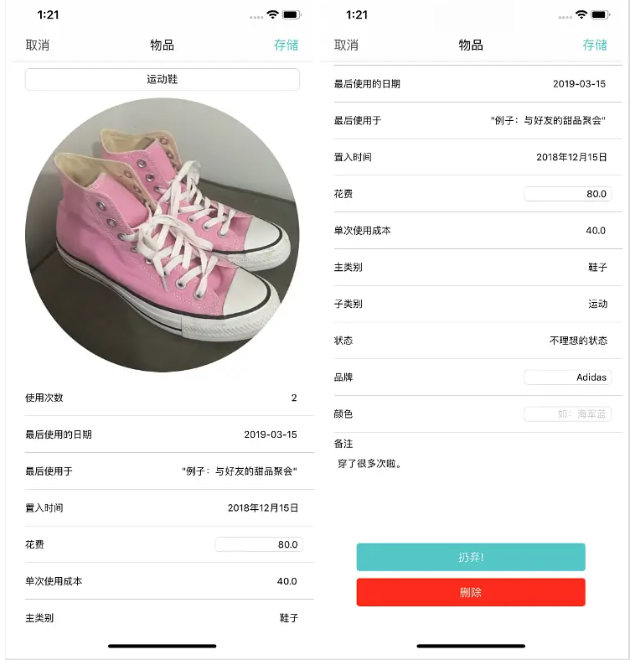 1:21
取消 物品 存储
运动鞋
使用次数 2
最后使用的日期 2019-03-15
最后使用于 "例子：与好友的甜品聚会"
置入时间 2018年12月15日
花费 80.0
单次使用成本 40.0
主类别 鞋子
1:21
取消 物品 存储
最后使用的日期 2019-03-15
最后使用于 "例子：与好友的甜品聚会"
置入时间 2018年12月15日
花费 80.0
单次使用成本 40.0
主类别 鞋子
子类别 运动
状态 不理想的状态
品牌 Adidas
颜色 如：海军蓝
备注
穿了很多次啦。
扔弃!
删除